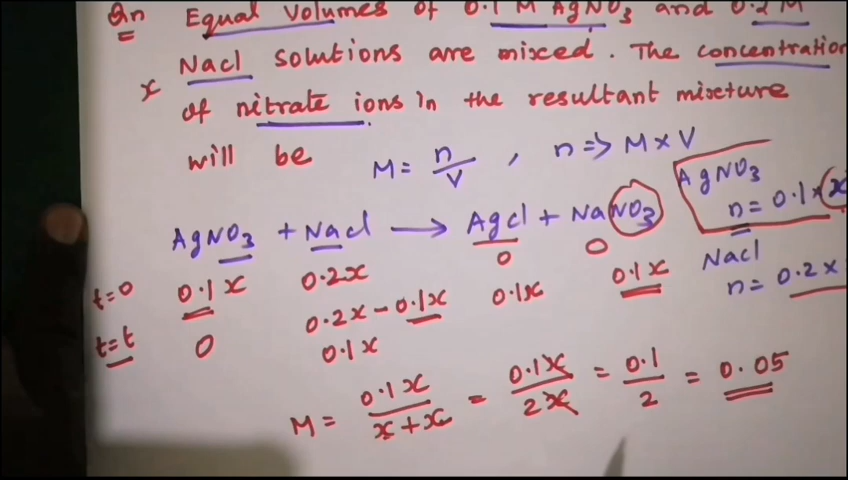 Qn Equal Volumes of 0.1 M AgNO3 and 0.2 M
x Nacl solutions are mixed. The concentration
of nitrate ions in the resultant mixture
will be M = n/V , n => M x V
AgNO3
n = 0.1 x x
AgNO3 + Nacl → Agcl + NaNO3
Nacl
n = 0.2 x
t=0 0.1x 0.2x 0 0
t=t 0 0.2x - 0.1x 0.1x 0.1x
0.1x
M = 0.1x/x+x = 0.1x/2x = 0.1/2 = 0.05